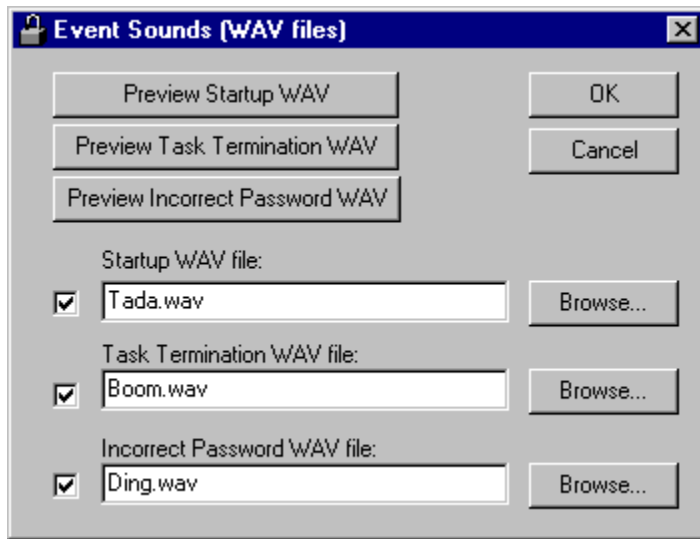 Event Sounds (WAV files)
Preview Startup WAV
OK
Preview Task Termination WAV
Cancel
Preview Incorrect Password WAV
Startup WAV file:
Tada.wav
Browse...
Task Termination WAV file:
Boom.wav
Browse...
Incorrect Password WAV file:
Ding.wav
Browse...